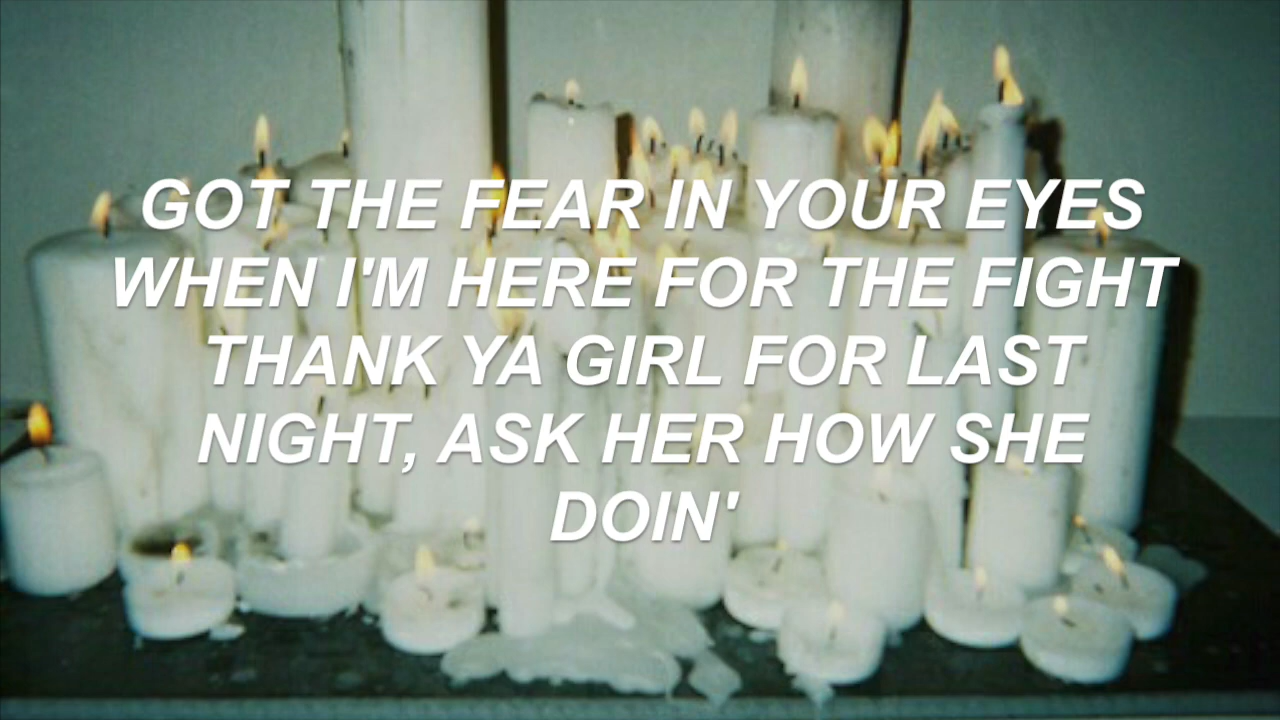 GOT THE FEAR IN YOUR EYES
WHEN I'M HERE FOR THE FIGHT
THANK YA GIRL FOR LAST
NIGHT, ASK HER HOW SHE
DOIN'